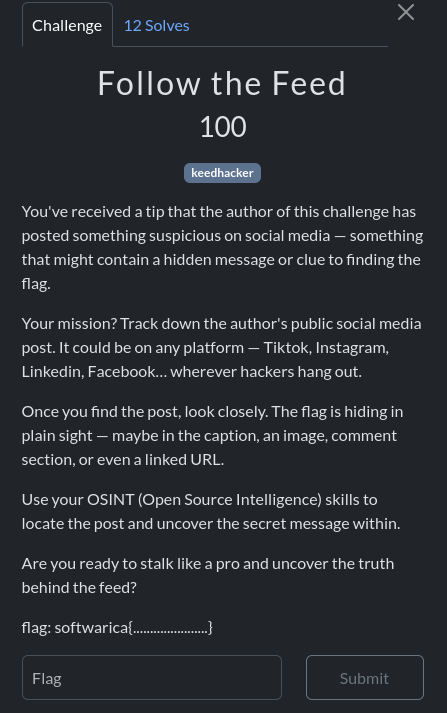 Challenge
12 Solves
Follow the Feed
100
keedhacker
You've received a tip that the author of this challenge has
posted something suspicious on social media — something
that might contain a hidden message or clue to finding the
flag.
Your mission? Track down the author's public social media
post. It could be on any platform — Tiktok, Instagram,
Linkedin, Facebook... wherever hackers hang out.
Once you find the post, look closely. The flag is hiding in
plain sight — maybe in the caption, an image, comment
section, or even a linked URL.
Use your OSINT (Open Source Intelligence) skills to
locate the post and uncover the secret message within.
Are you ready to stalk like a pro and uncover the truth
behind the feed?
flag: softwarica{......................}
Flag
Submit